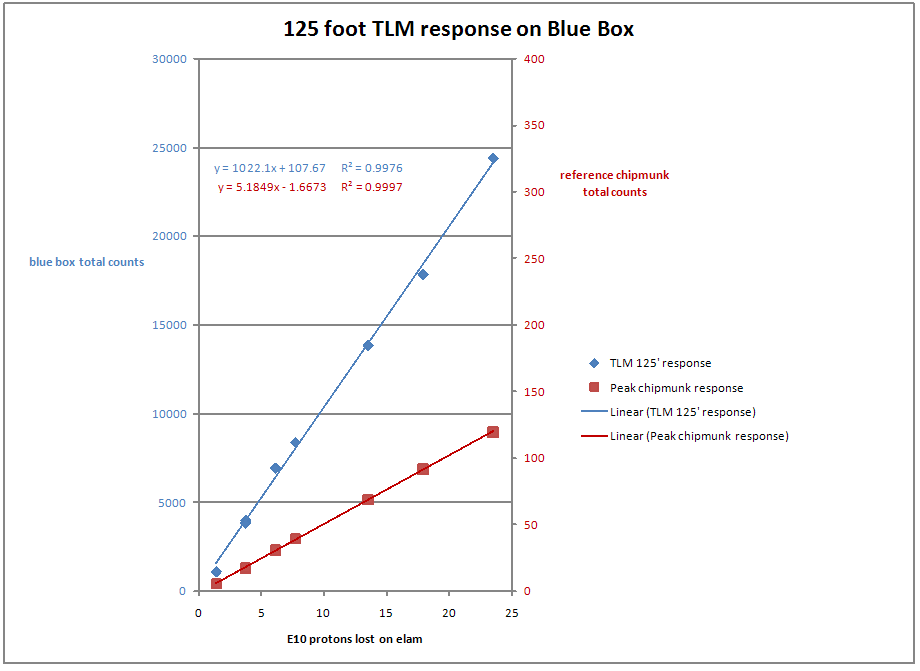 125 foot TLM response on Blue Box
30000
25000
20000
15000
10000
5000
0
400
350
300
250
200
150
100
50
0
y = 1022.1x + 107.67 R² = 0.9976
y = 5.1849x - 1.6673 R² = 0.9997
reference chipmunk
total counts
blue box total counts
TLM 125' response
Peak chipmunk response
Linear (TLM 125' response)
Linear (Peak chipmunk response)
0 5 10 15 20 25
E10 protons lost on elam